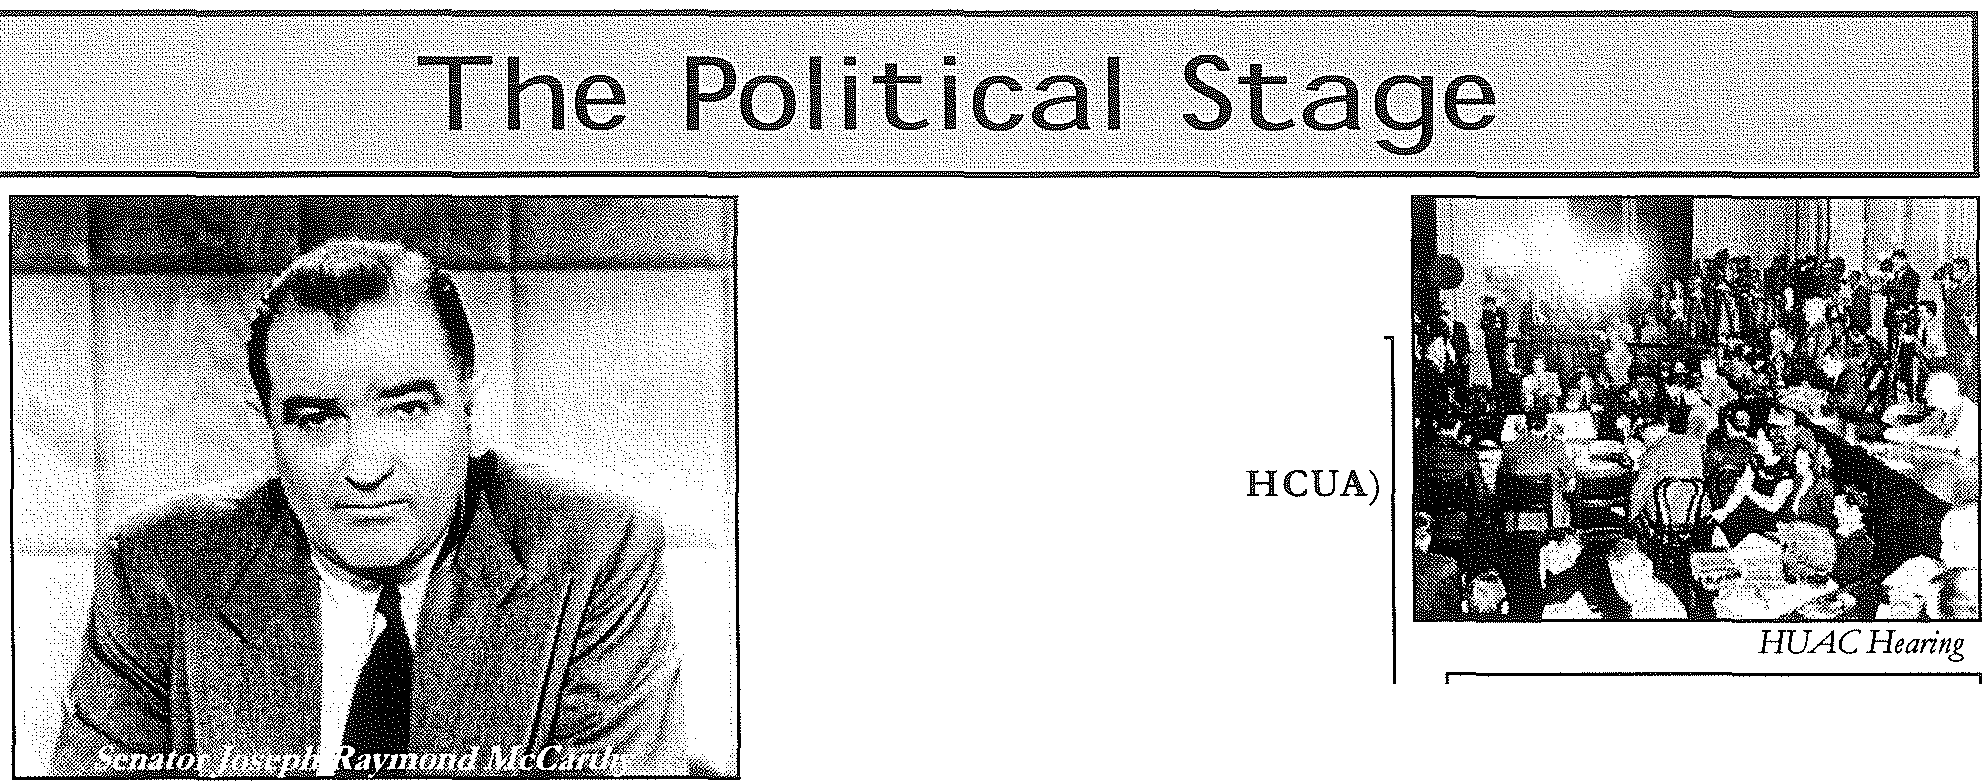 The Political Stage
HCUA)
HUAC Hearing
Senator Joseph Raymond McCarthy